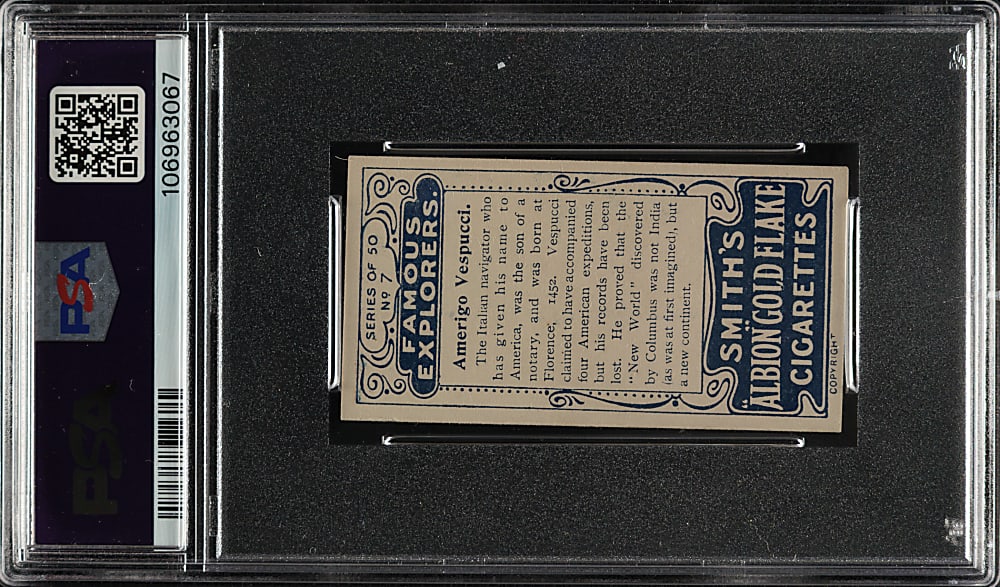 106963067
PSA
PSA
SERIES OF 50
Nº 7
FAMOUS
EXPLORERS.
Amerigo Vespucci.
The Italian navigator who
has given his name to
America, was the son of a
notary, and was born at
Florence; 1452. Vespucci
claimed to have accompanied
four American expeditions,
but his records have been
lost. He proved that the
"New World" discovered
by Columbus was not India
(as was at first imagined), but
a new continent.
SMITH'S
"ALBION GOLD FLAKE"
CIGARETTES
COPYRIGHT